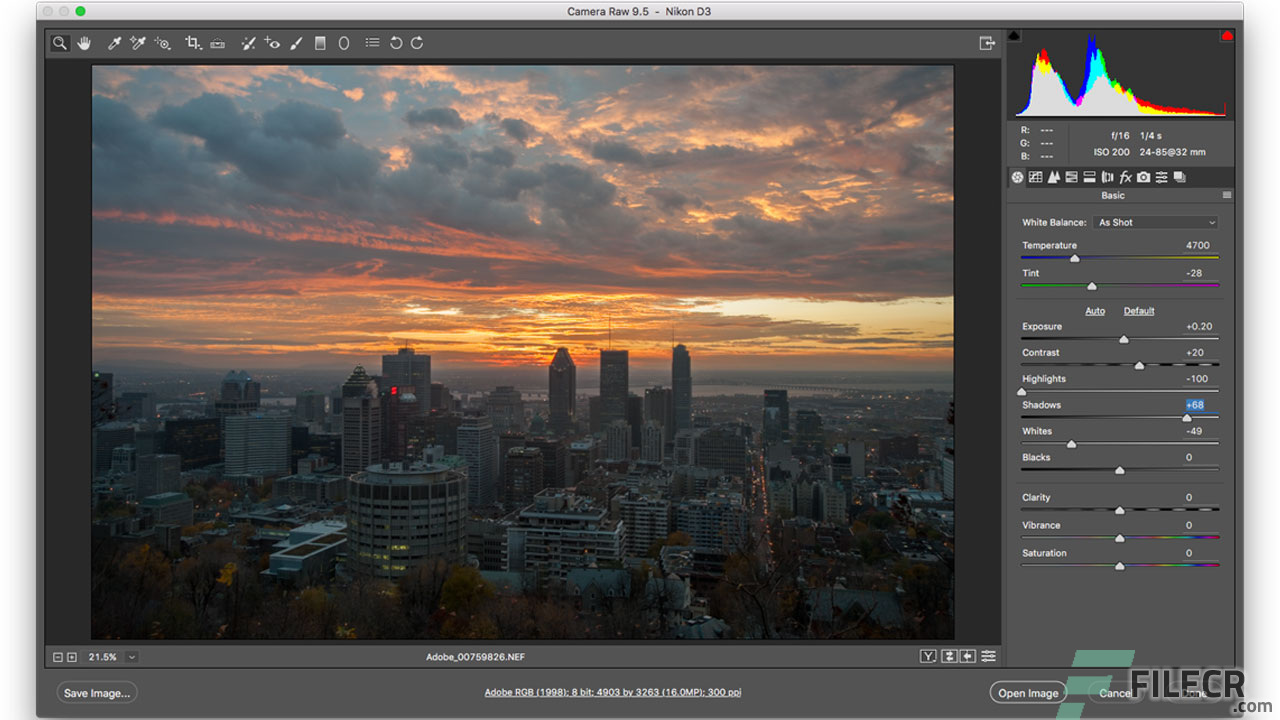 Camera Raw 9.5 - Nikon D3
R: ---
G: ---
B: ---
f/16 1/4 s
ISO 200 24-85@32 mm
Basic
White Balance: As Shot
Temperature 4700
Tint -28
Auto Default
Exposure +0.20
Contrast +20
Highlights -100
Shadows +68
Whites -49
Blacks 0
Clarity 0
Vibrance 0
Saturation 0
21.5%
Adobe_00759826.NEF
Y
Save Image...
Adobe RGB (1998); 8 bit; 4903 by 3263 (16.0MP); 300 ppi
Open Image
Cancel
Done
FILECR
.com